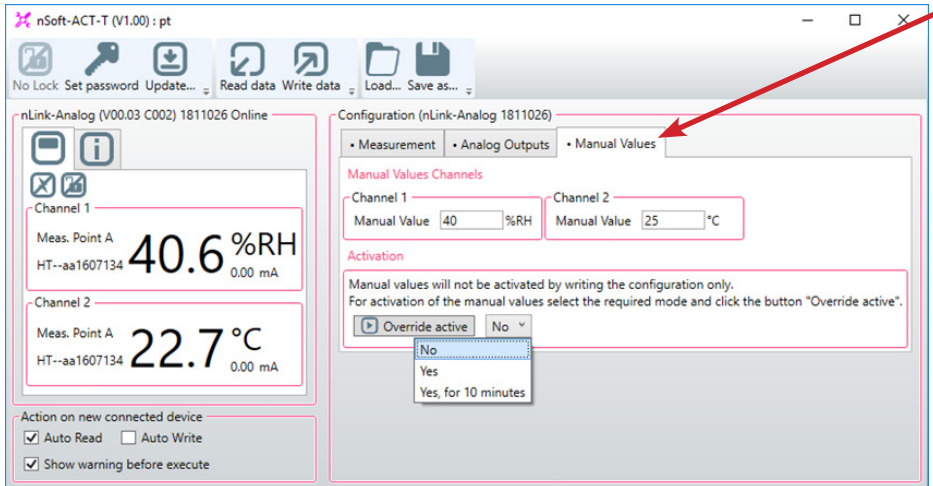 nSoft-ACT-T (V1.00) : pt
No Lock Set password Update... Read data Write data Load... Save as...
nLink-Analog (V00.03 C002) 1811026 Online
Channel 1
Meas. Point A
HT--aa1607134
40.6 %RH
0.00 mA
Channel 2
Meas. Point A
HT--aa1607134
22.7 °C
0.00 mA
Action on new connected device
Auto Read Auto Write
Show warning before execute
Configuration (nLink-Analog 1811026)
• Measurement • Analog Outputs • Manual Values
Manual Values Channels
Channel 1
Manual Value 40 %RH
Channel 2
Manual Value 25 °C
Activation
Manual values will not be activated by writing the configuration only.
For activation of the manual values select the required mode and click the button "Override active".
Override active No
No
Yes
Yes, for 10 minutes